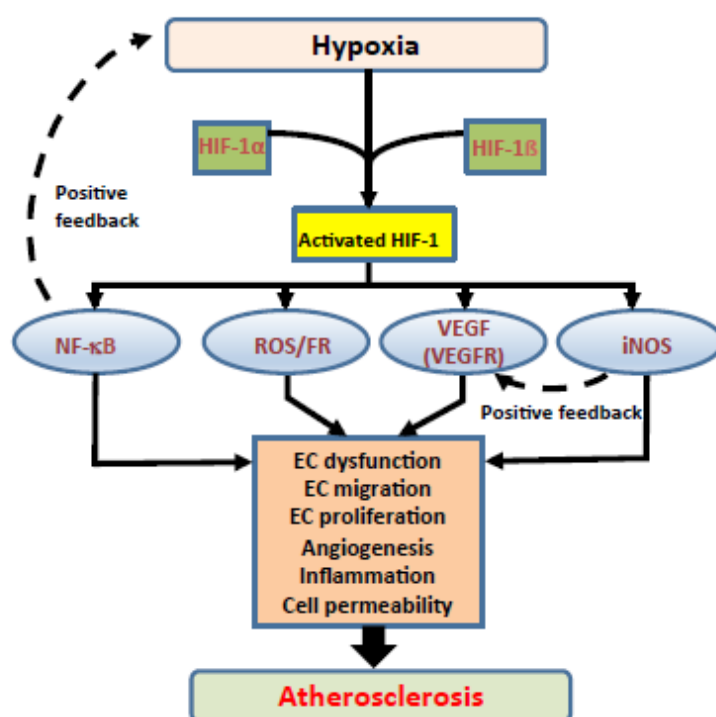 Hypoxia
HIF-1α
HIF-1ß
Positive
feedback
Activated HIF-1
NF-κB
ROS/FR
VEGF
(VEGFR)
iNOS
Positive feedback
EC dysfunction
EC migration
EC proliferation
Angiogenesis
Inflammation
Cell permeability
Atherosclerosis